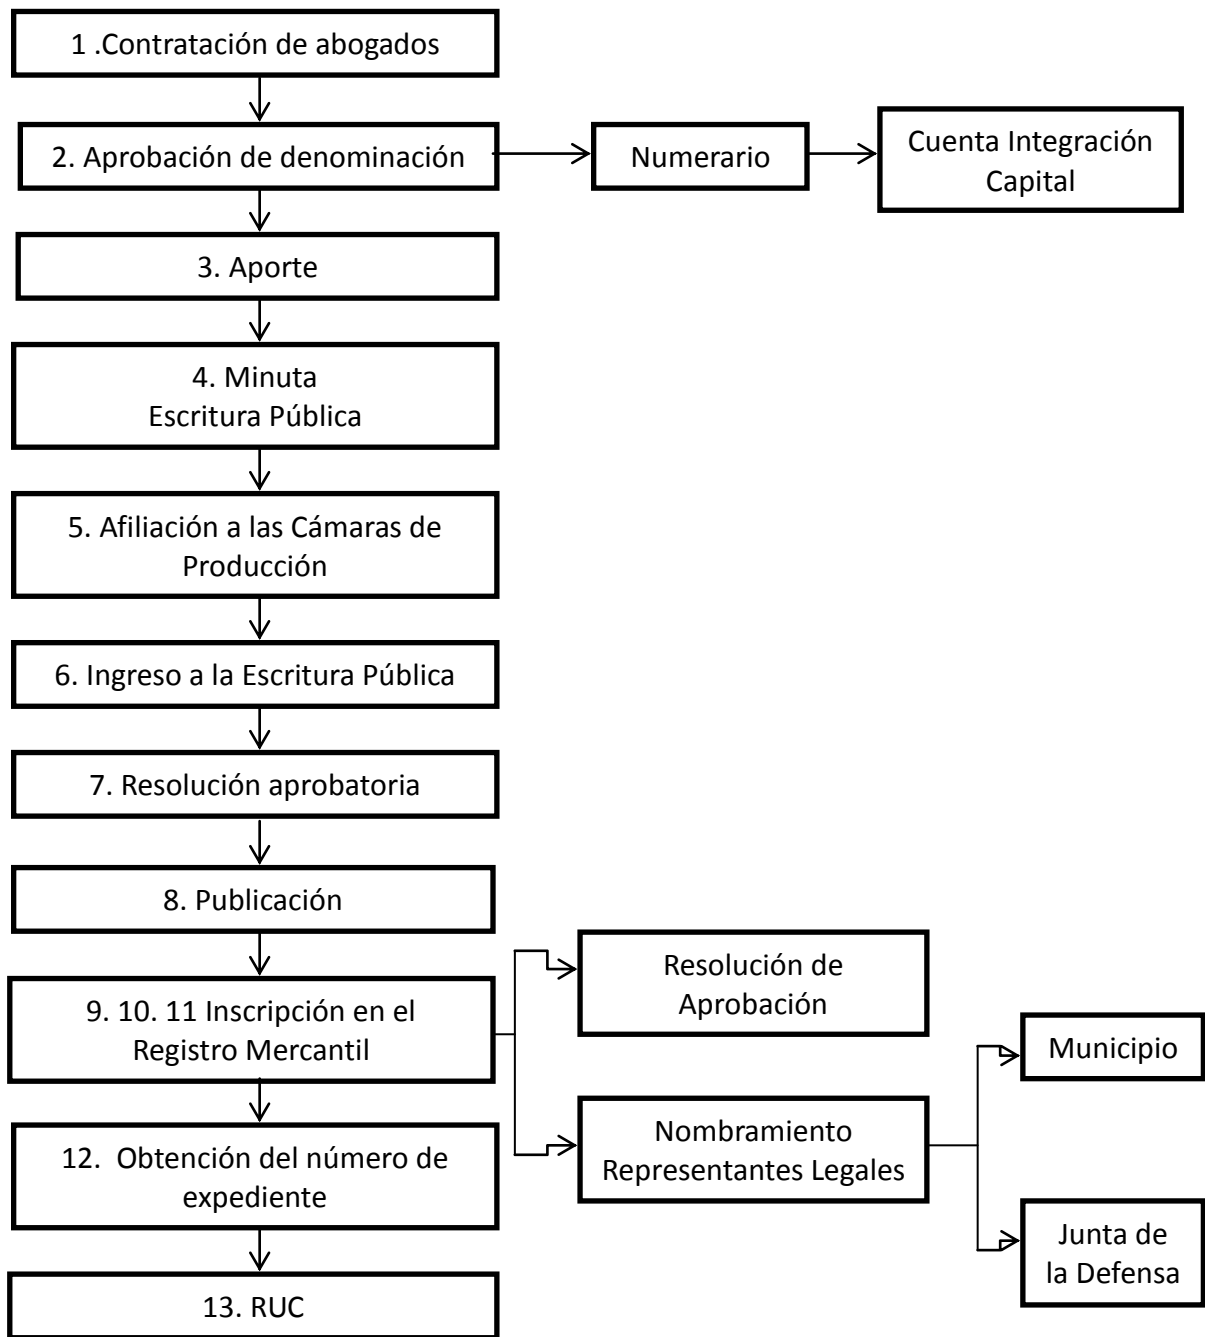 1 .Contratación de abogados
2. Aprobación de denominación
Numerario
Cuenta Integración
Capital
3. Aporte
4. Minuta
Escritura Pública
5. Afiliación a las Cámaras de
Producción
6. Ingreso a la Escritura Pública
7. Resolución aprobatoria
8. Publicación
9. 10. 11 Inscripción en el
Registro Mercantil
Resolución de
Aprobación
Nombramiento
Representantes Legales
Municipio
Junta de
la Defensa
12.  Obtención del número de
expediente
13. RUC